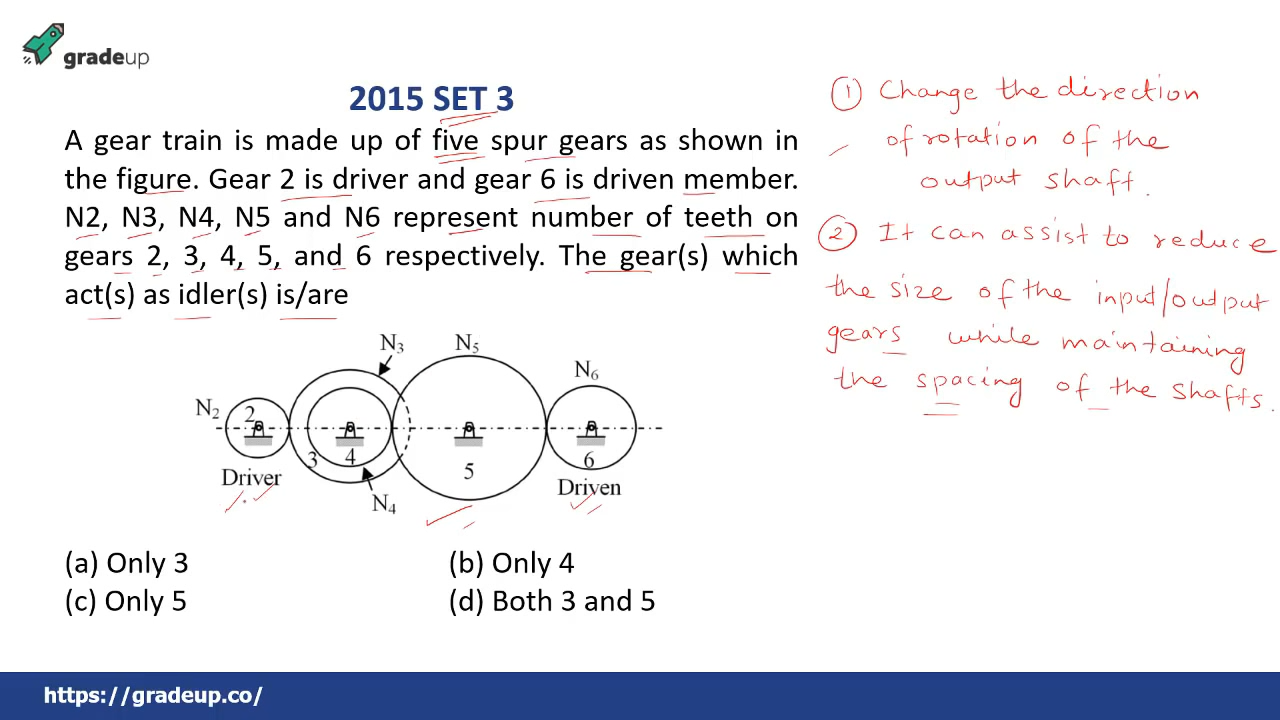 gradeup
2015 SET 3
A gear train is made up of five spur gears as shown in
the figure. Gear 2 is driver and gear 6 is driven member.
N2, N3, N4, N5 and N6 represent number of teeth on
gears 2, 3, 4, 5, and 6 respectively. The gear(s) which
act(s) as idler(s) is/are
N3
N5
N6
N2
2
3
4
5
6
Driver
N4
Driven
(a) Only 3
(b) Only 4
(c) Only 5
(d) Both 3 and 5
① Change the direction
of rotation of the
output shaft.
② It can assist to reduce
the size of the input/output
gears while maintaining
the spacing of the shafts.
https://gradeup.co/